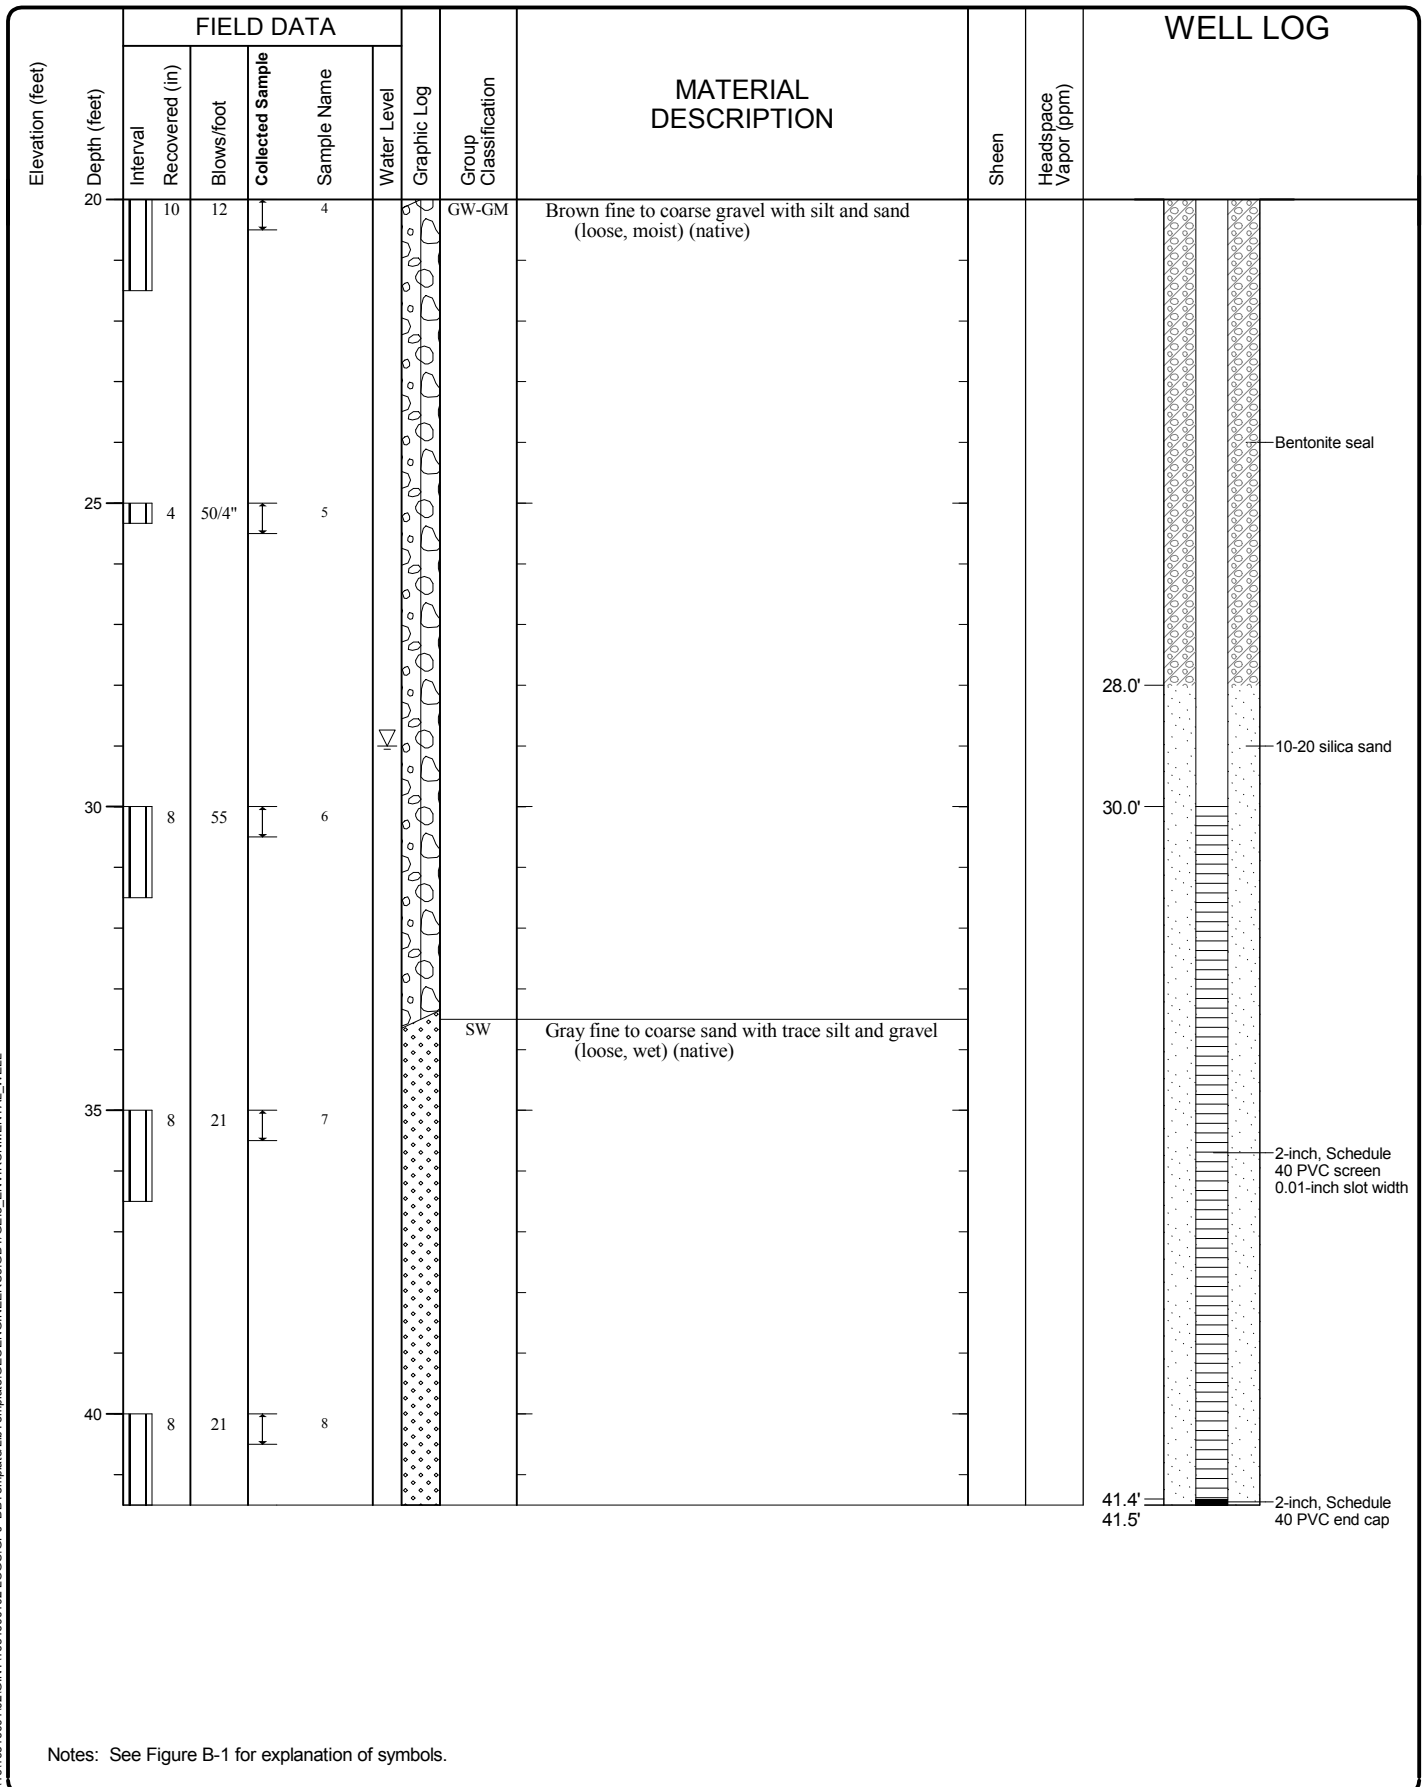 FIELD DATA
WELL LOG
Elevation (feet)
Depth (feet)
Interval
Recovered (in)
Blows/foot
Collected Sample
Sample Name
Water Level
Graphic Log
Group
Classification
MATERIAL
DESCRIPTION
Sheen
Headspace
Vapor (ppm)
20
10
12
4
GW-GM
Brown fine to coarse gravel with silt and sand
(loose, moist) (native)
Bentonite seal
25
4
50/4"
5
28.0'
10-20 silica sand
30
8
55
6
30.0'
SW
Gray fine to coarse sand with trace silt and gravel
(loose, wet) (native)
35
8
21
7
2-inch, Schedule
40 PVC screen
0.01-inch slot width
40
8
21
8
41.4'
41.5'
2-inch, Schedule
40 PVC end cap
Notes: See Figure B-1 for explanation of symbols.